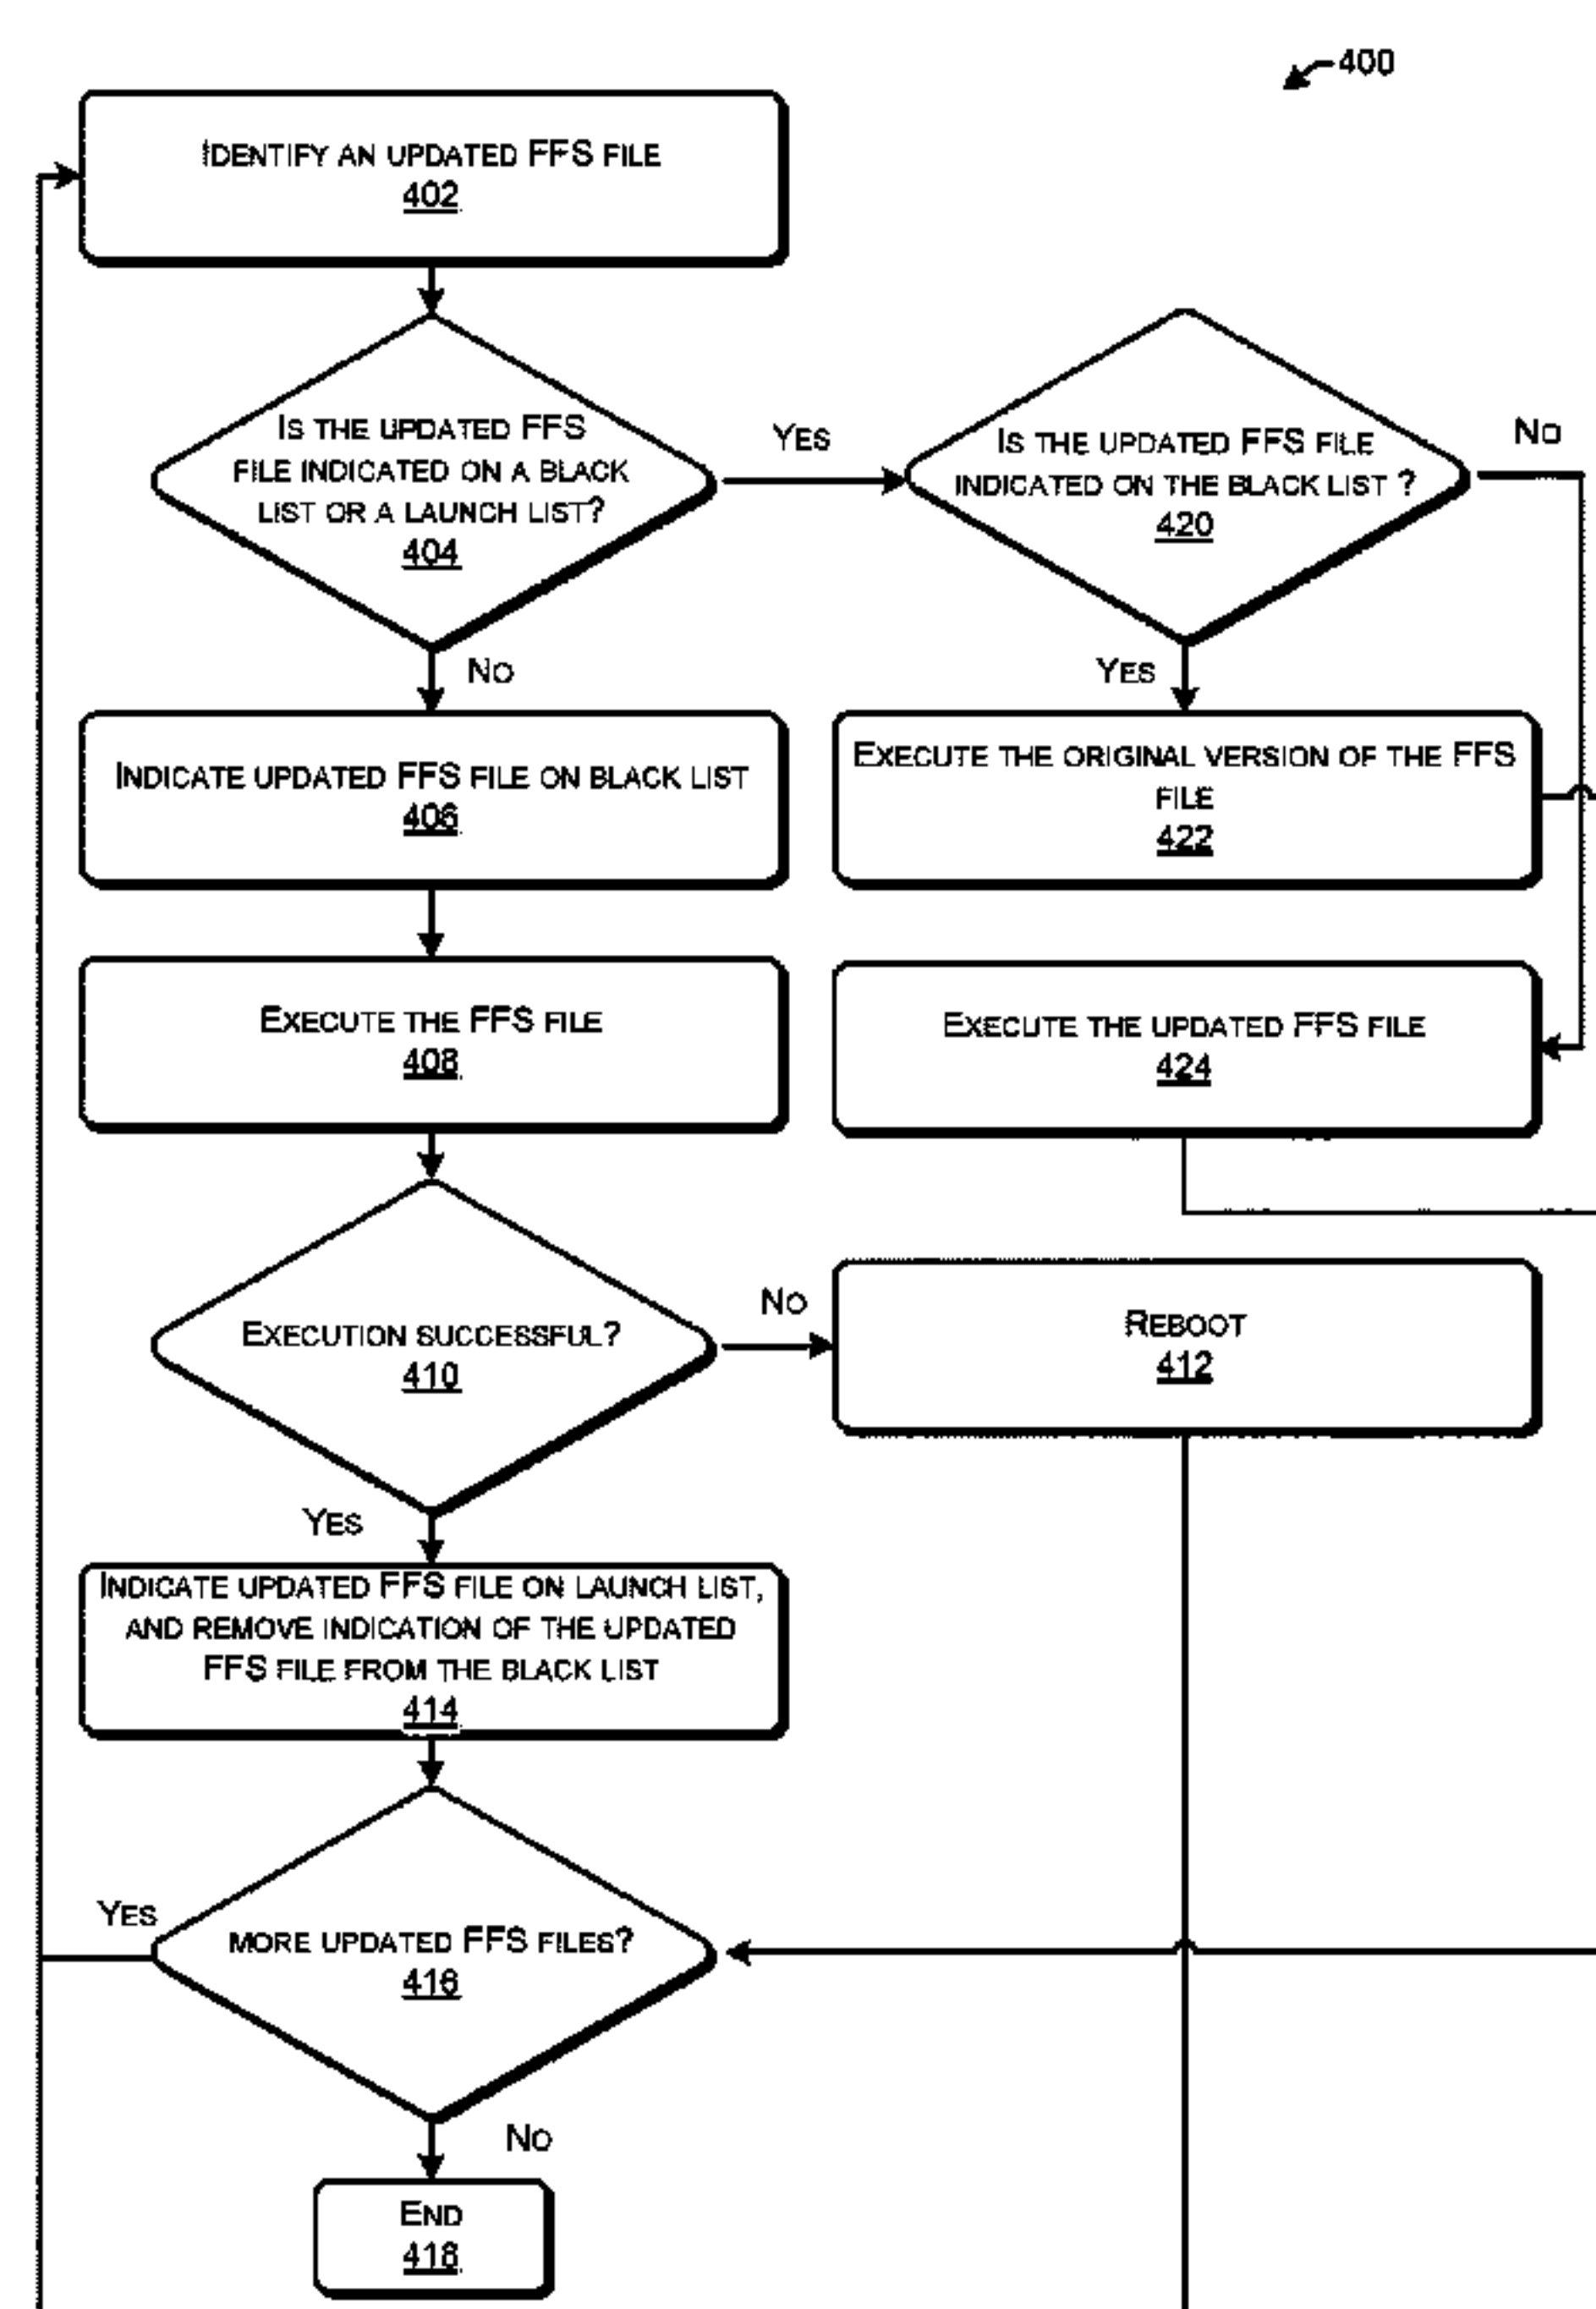 400
IDENTIFY AN UPDATED FFS FILE
402
IS THE UPDATED FFS
FILE INDICATED ON A BLACK
LIST OR A LAUNCH LIST?
404
YES
IS THE UPDATED FFS FILE
INDICATED ON THE BLACK LIST ?
420
NO
NO
YES
INDICATE UPDATED FFS FILE ON BLACK LIST
406
EXECUTE THE ORIGINAL VERSION OF THE FFS
FILE
422
EXECUTE THE FFS FILE
408
EXECUTE THE UPDATED FFS FILE
424
EXECUTION SUCCESSFUL?
410
NO
REBOOT
412
YES
INDICATE UPDATED FFS FILE ON LAUNCH LIST,
AND REMOVE INDICATION OF THE UPDATED
FFS FILE FROM THE BLACK LIST
414
YES
MORE UPDATED FFS FILES?
416
NO
END
418